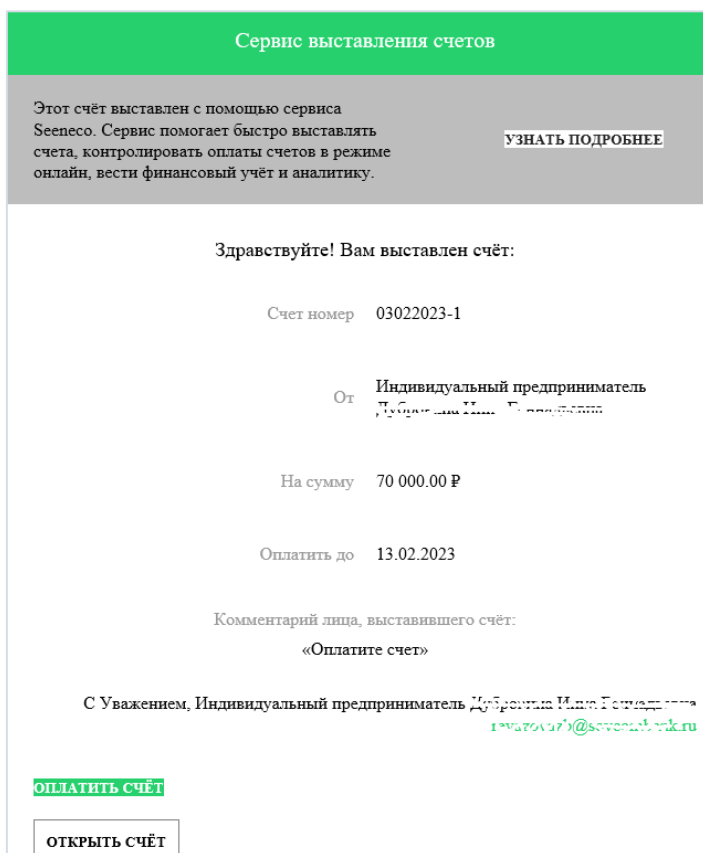 Сервис выставления счетов
Этот счёт выставлен с помощью сервиса
Seeneco. Сервис помогает быстро выставлять
счета, контролировать оплаты счетов в режиме
онлайн, вести финансовый учёт и аналитику.
УЗНАТЬ ПОДРОБНЕЕ
Здравствуйте! Вам выставлен счёт:
Счет номер 03022023-1
От Индивидуальный предприниматель
На сумму 70 000.00 ₽
Оплатить до 13.02.2023
Комментарий лица, выставившего счёт:
«Оплатите счет»
С Уважением, Индивидуальный предприниматель
ОПЛАТИТЬ СЧЁТ
ОТКРЫТЬ СЧЁТ